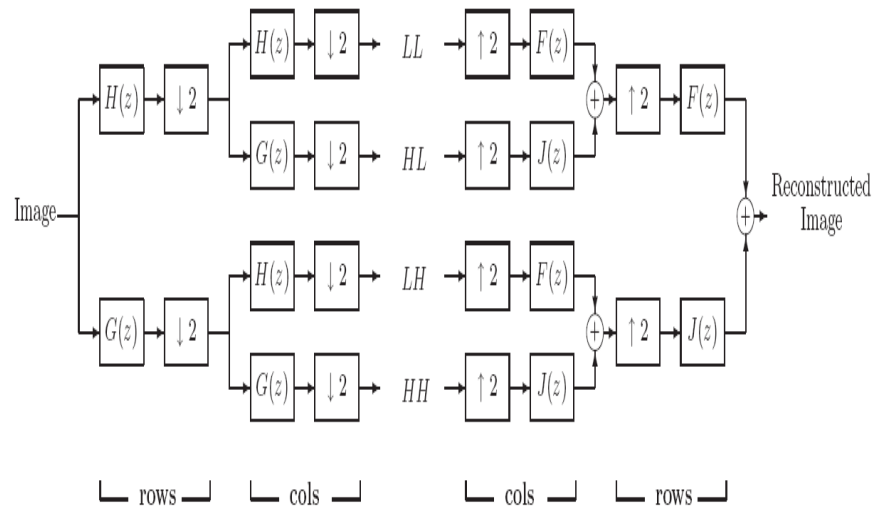 H(z) ↓2 LL ↑2 F(z)
H(z) ↓2 + ↑2 F(z)
G(z) ↓2 HL ↑2 J(z)
Image + Reconstructed
Image
H(z) ↓2 LH ↑2 F(z)
G(z) ↓2 + ↑2 J(z)
G(z) ↓2 HH ↑2 J(z)
rows cols cols rows